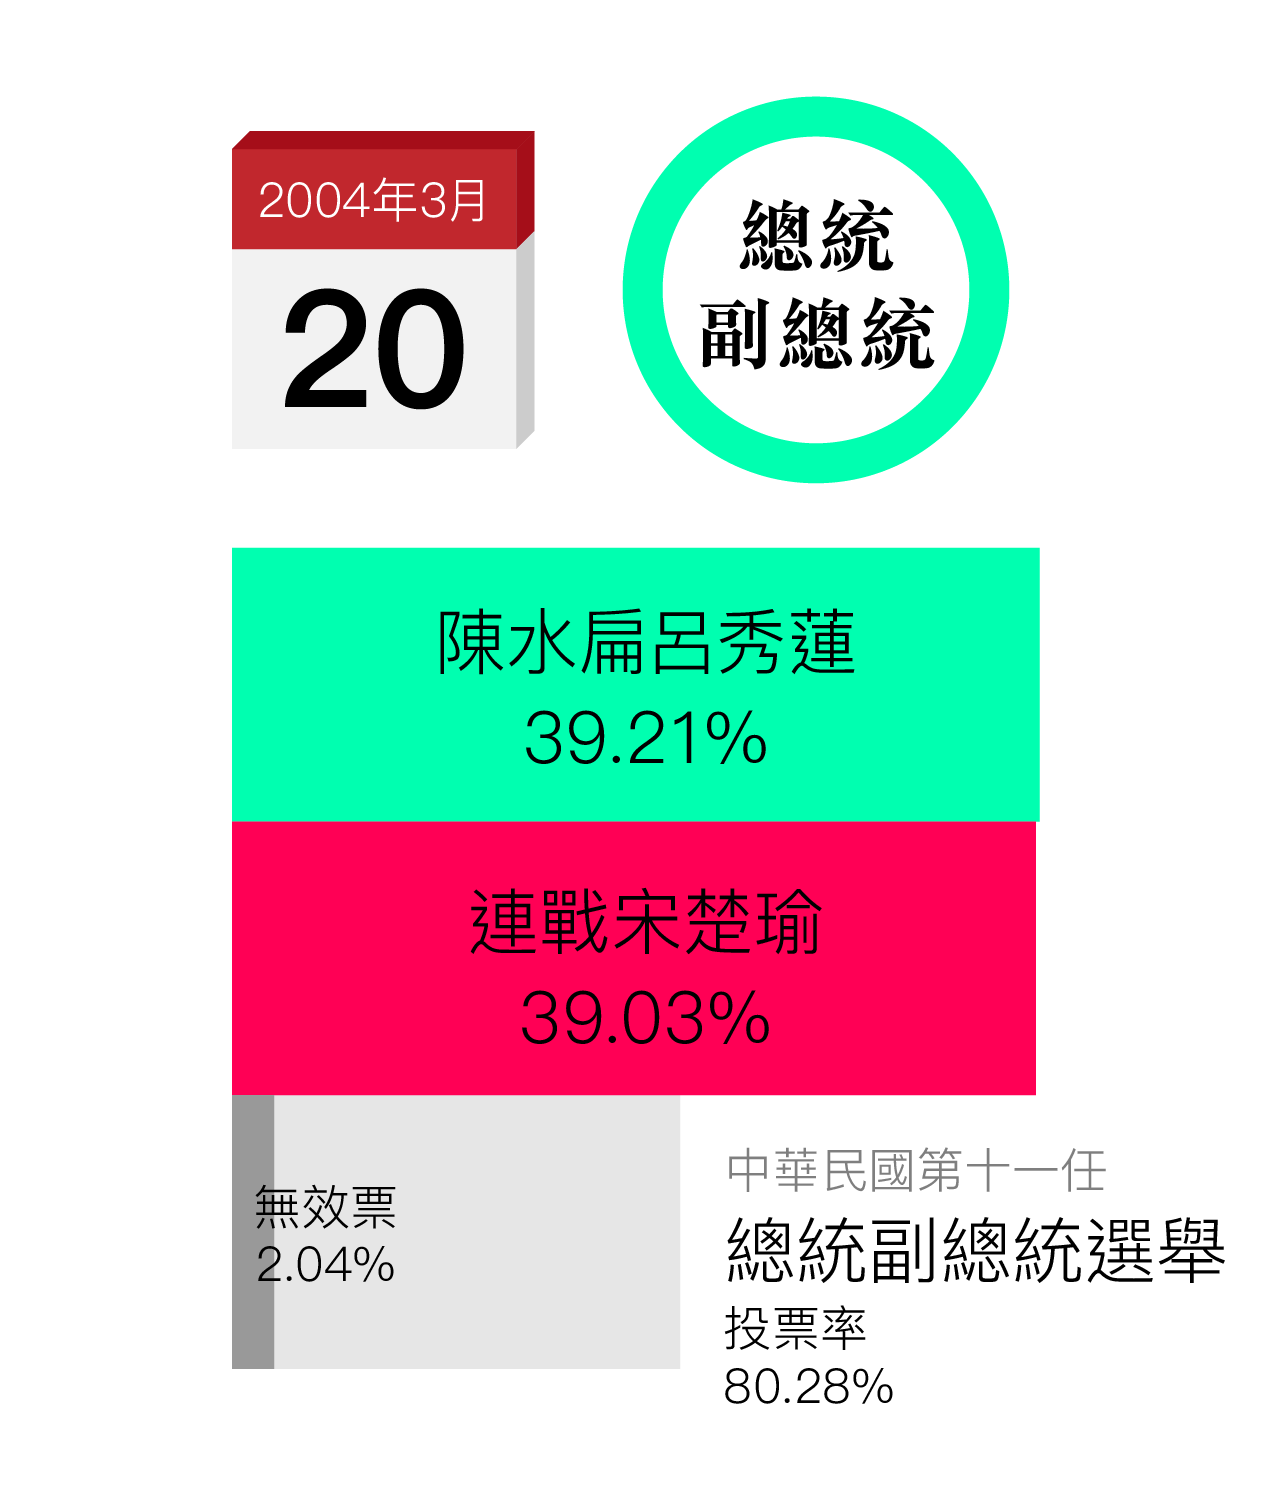 2004年3月
20
總統
副總統
陳水扁呂秀蓮
39.21%
連戰宋楚瑜
39.03%
無效票
2.04%
中華民國第十一任
總統副總統選舉
投票率
80.28%